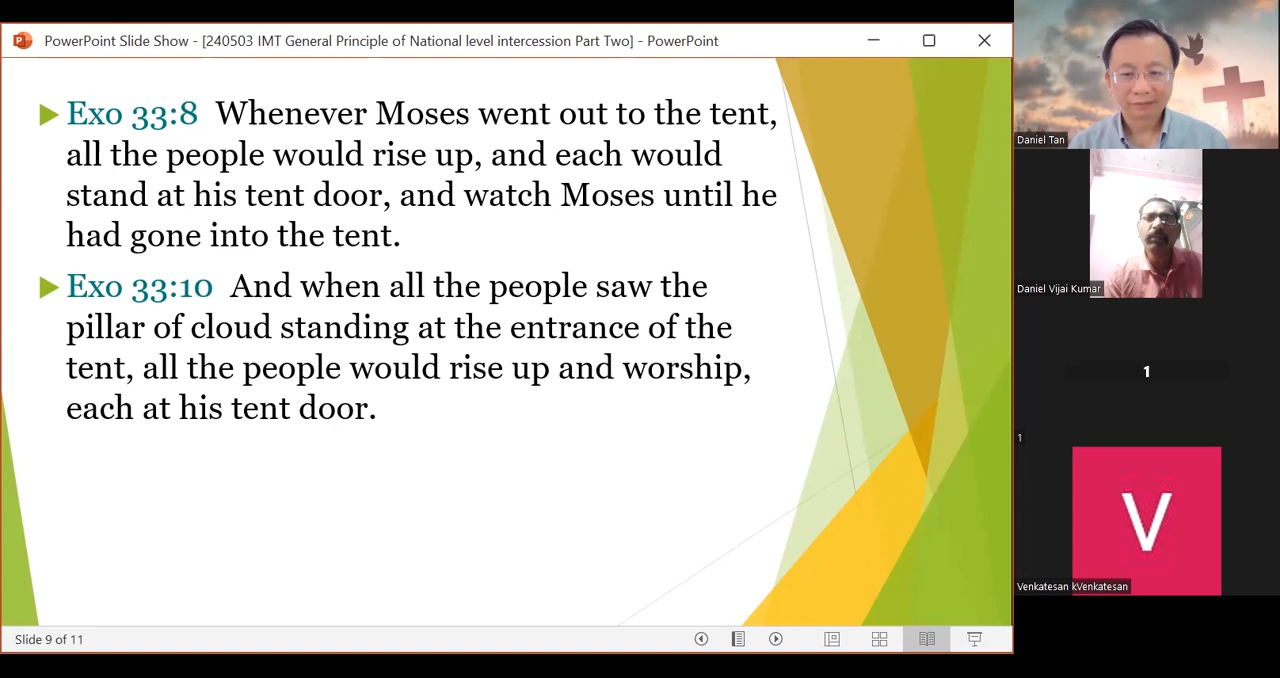 PowerPoint Slide Show - [240503 IMT General Principle of National level intercession Part Two] - PowerPoint
Exo 33:8 Whenever Moses went out to the tent,
all the people would rise up, and each would
stand at his tent door, and watch Moses until he
had gone into the tent.
Exo 33:10 And when all the people saw the
pillar of cloud standing at the entrance of the
tent, all the people would rise up and worship,
each at his tent door.
Slide 9 of 11
Daniel Tan
Daniel Vijai Kumar
1
1
V
Venkatesan kVenkatesan